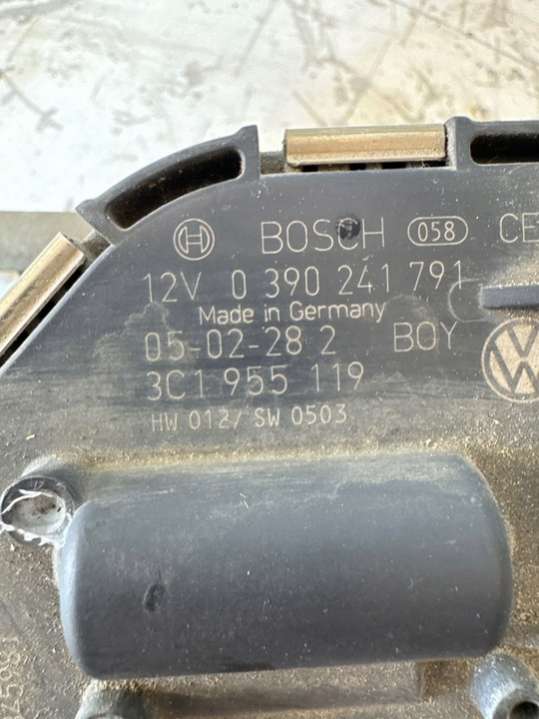 BOSCH 058 CE
12V 0 390 241 791
Made in Germany
05-02-28 2 BOY
3C1 955 119
HW 012/ SW 0503